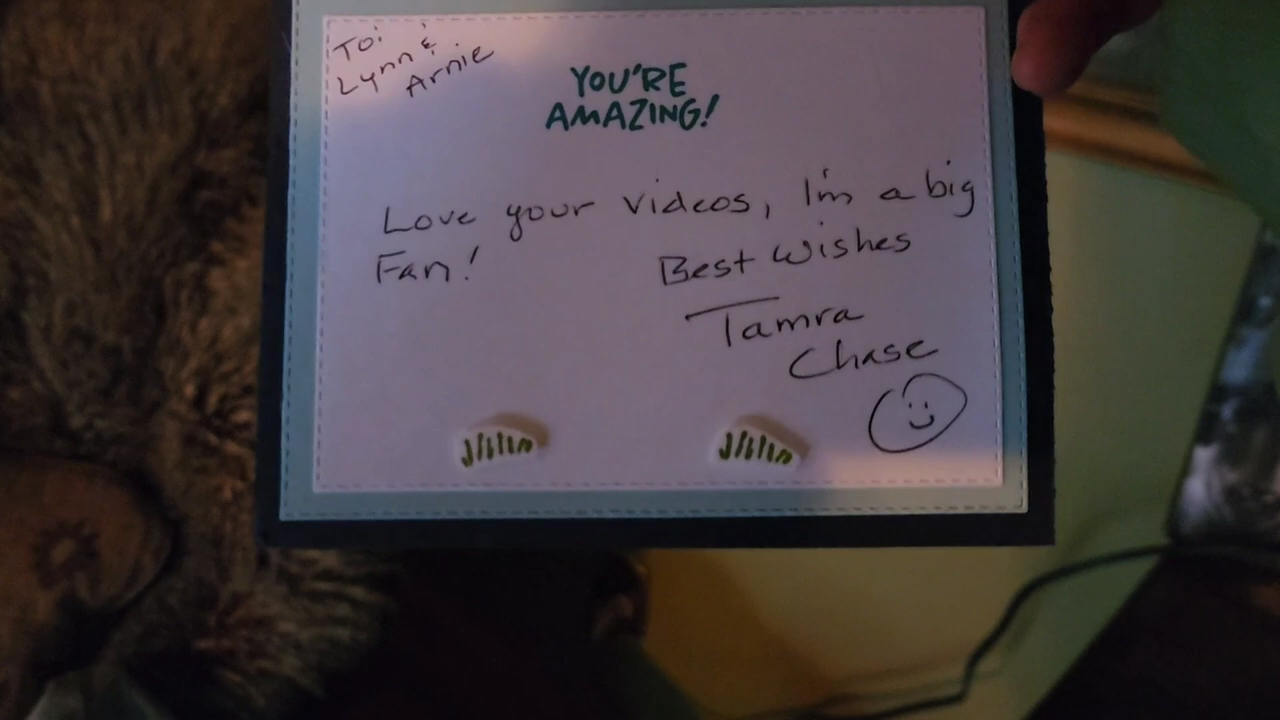 To:
Lynn &
Arnie
YOU'RE
AMAZING!
Love your videos, I'm a big
Fan!
Best Wishes
Tamra
Chase